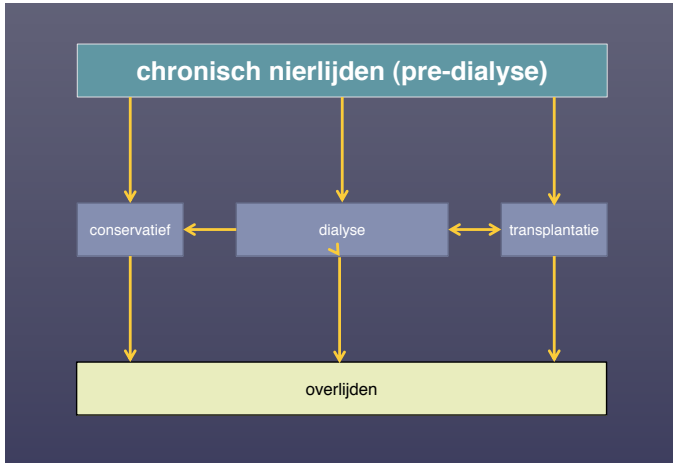 chronisch nierlijden (pre-dialyse)
conservatief
dialyse
transplantatie
overlijden